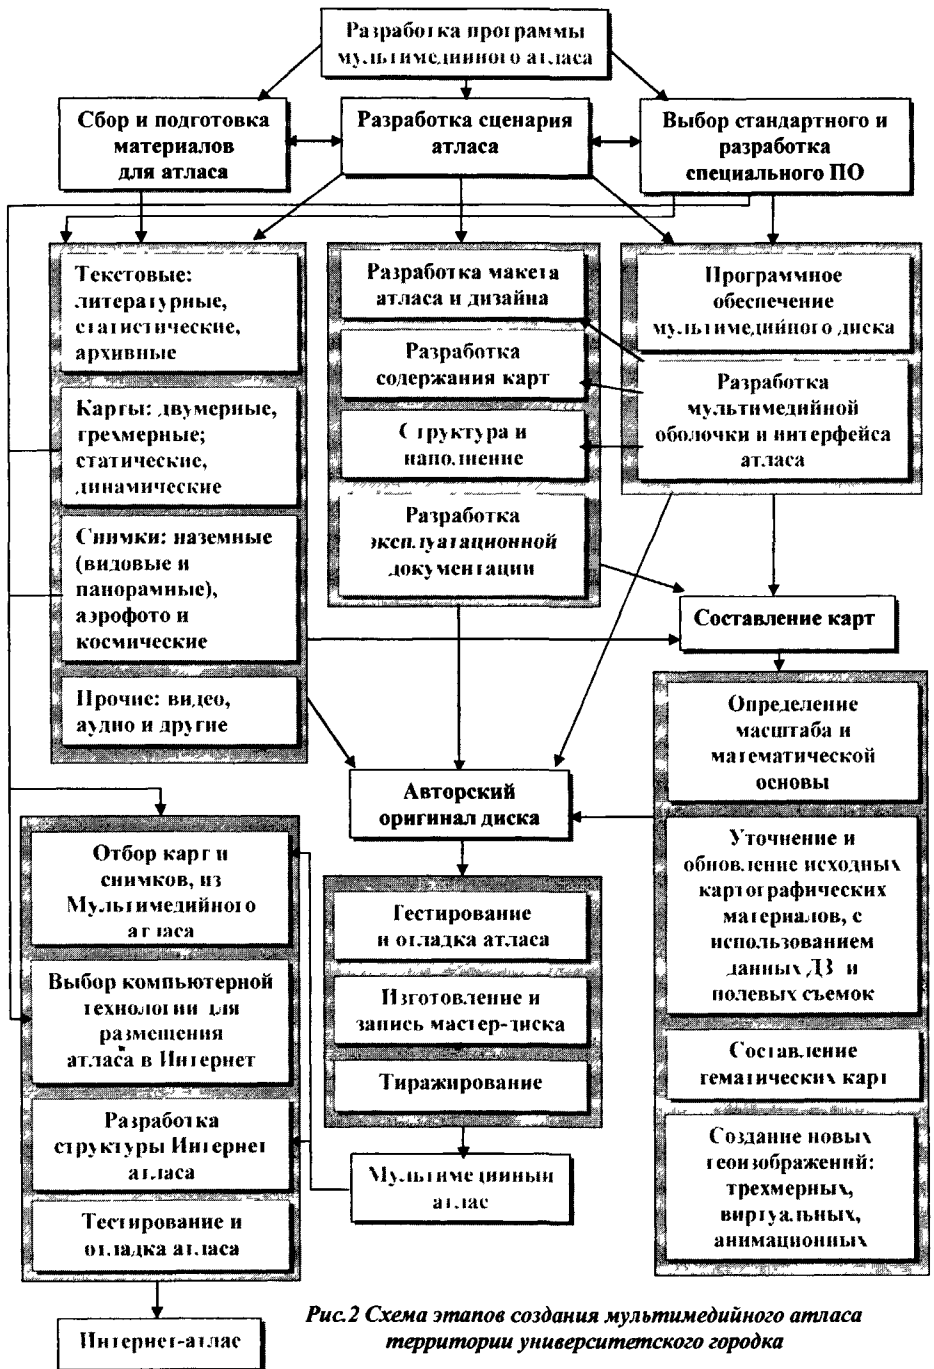 Разработка программы
мультимедийного атласа
Сбор и подготовка
материалов
для атласа
Разработка сценария
атласа
Выбор стандартного и
разработка
специального ПО
Текстовые:
литературные,
статистические,
архивные
Карты: двумерные,
трехмерные;
статические,
динамические
Снимки: наземные
(видовые и
панорамные),
аэрофото и
космические
Прочие: видео,
аудио и другие
Разработка макета
атласа и дизайна
Разработка
содержания карт
Структура и
наполнение
Разработка
эксплуатационной
документации
Программное
обеспечение
мультимедийного диска
Разработка
мультимедийной
оболочки и интерфейса
атласа
Составление карт
Определение
масштаба и
математической
основы
Уточнение и
обновление исходных
картографических
материалов, с
использованием
данных ДЗ и
полевых съемок
Составление
тематических карт
Создание новых
геоизображений:
трехмерных,
виртуальных,
анимационных
Авторский
оригинал диска
Тестирование
и отладка атласа
Изготовление и
запись мастер-диска
Тиражирование
Мультимедийный
атлас
Отбор карт и
снимков, из
Мультимедийного
атласа
Выбор компьютерной
технологии для
размещения
атласа в Интернет
Разработка
структуры Интернет
атласа
Тестирование и
отладка атласа
Интернет-атлас
Рис.2 Схема этапов создания мультимедийного атласа
территории университетского городка